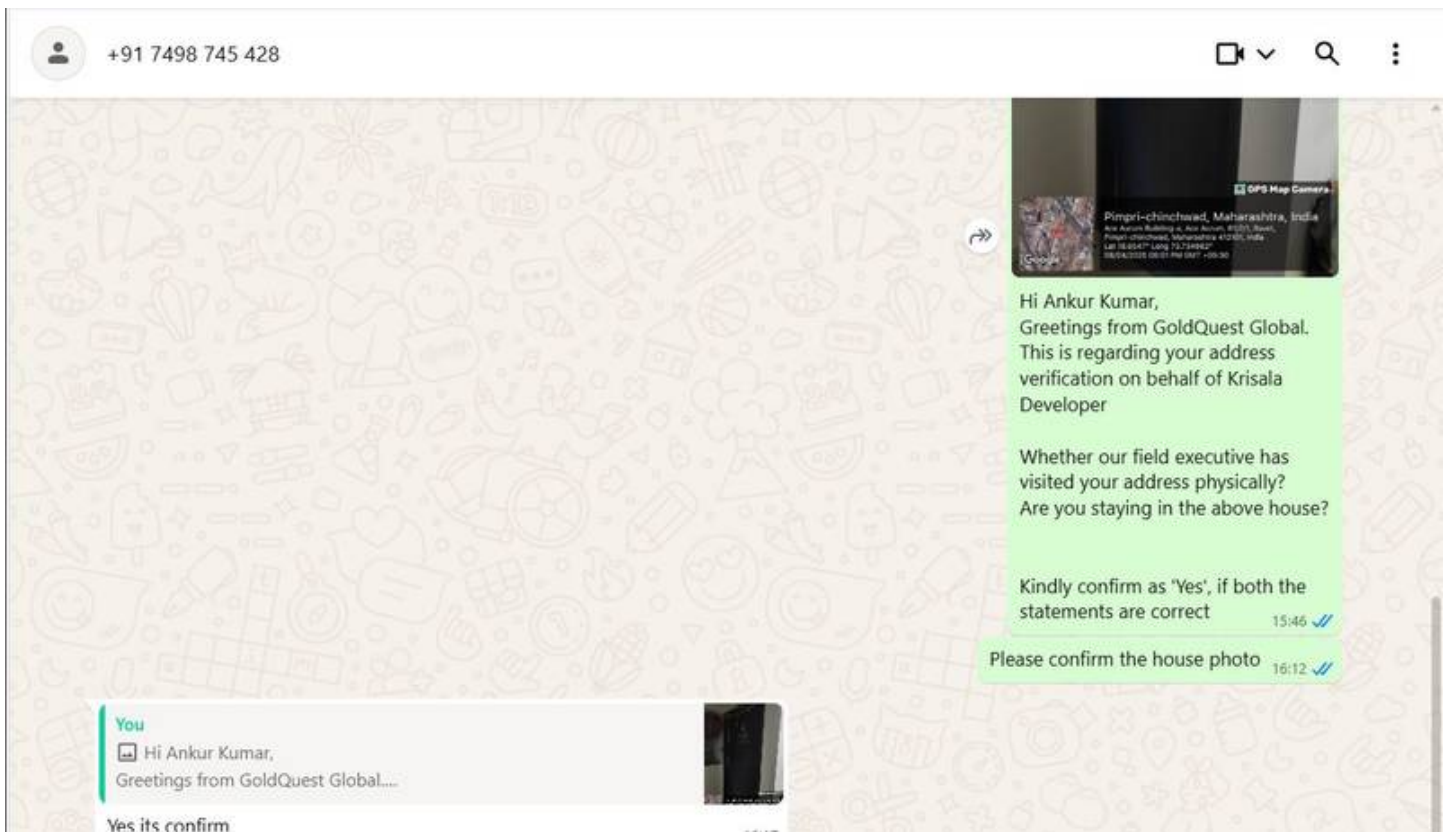 +91 7498 745 428
GPS Map Camera
Pimpri-chinchwad, Maharashtra, India
Google
Hi Ankur Kumar,
Greetings from GoldQuest Global.
This is regarding your address
verification on behalf of Krisala
Developer
Whether our field executive has
visited your address physically?
Are you staying in the above house?
Kindly confirm as 'Yes', if both the
statements are correct
15:46
Please confirm the house photo
16:12
You
Hi Ankur Kumar,
Greetings from GoldQuest Global....
Yes its confirm